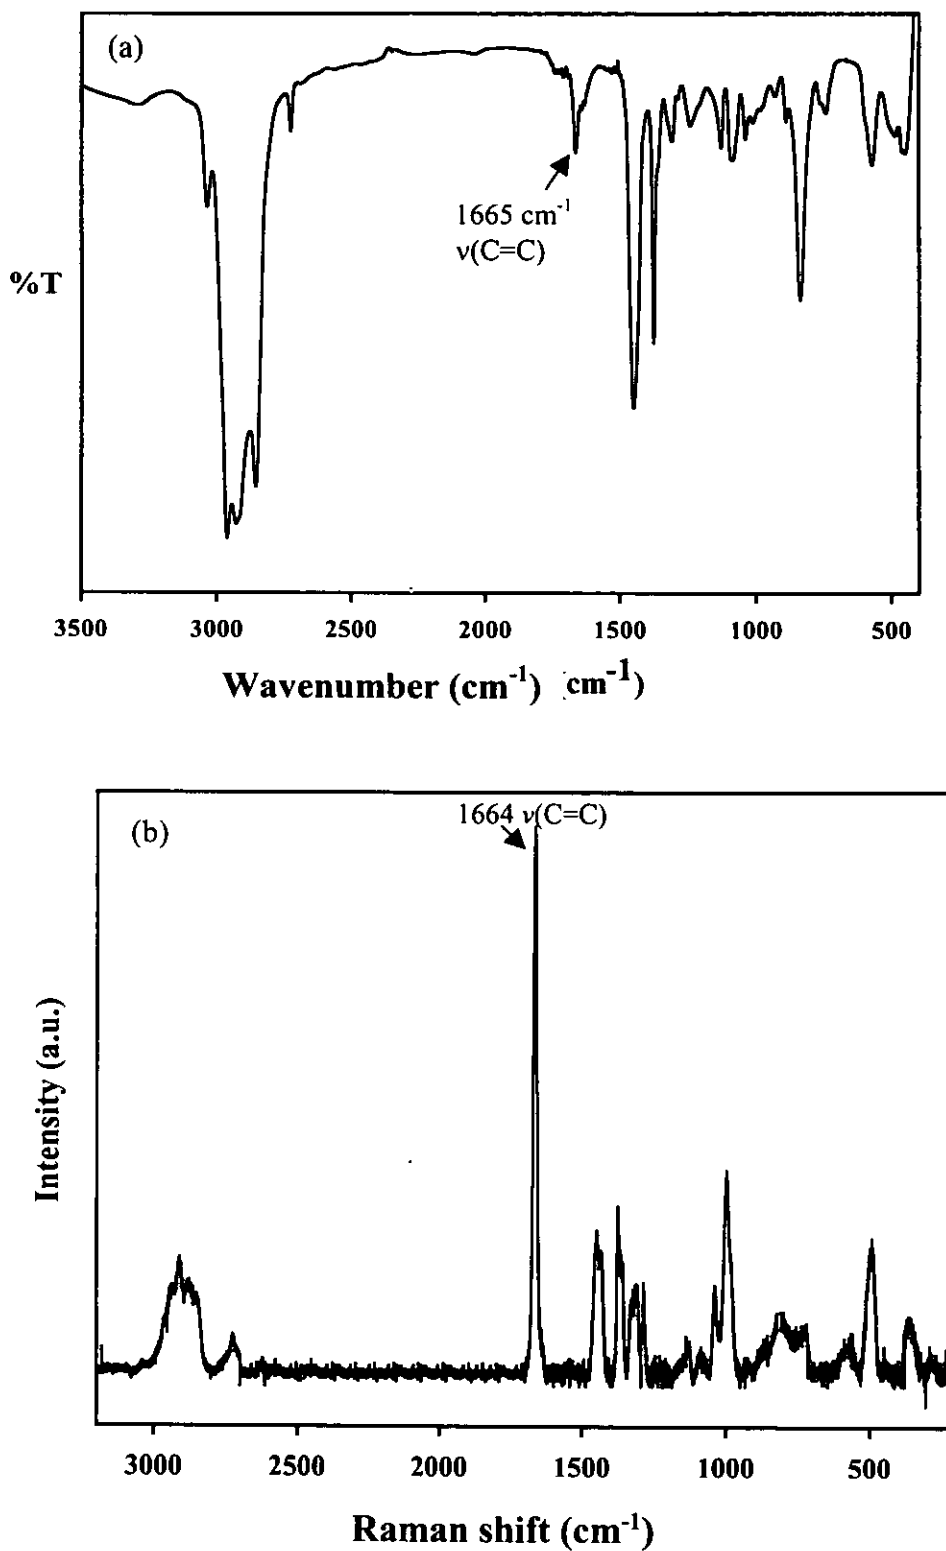 (a)
1665 cm⁻¹
ν(C=C)
%T
3500 3000 2500 2000 1500 1000 500
Wavenumber (cm⁻¹) cm⁻¹)
(b)
1664 ν(C=C)
Intensity (a.u.)
3000 2500 2000 1500 1000 500
Raman shift (cm⁻¹)